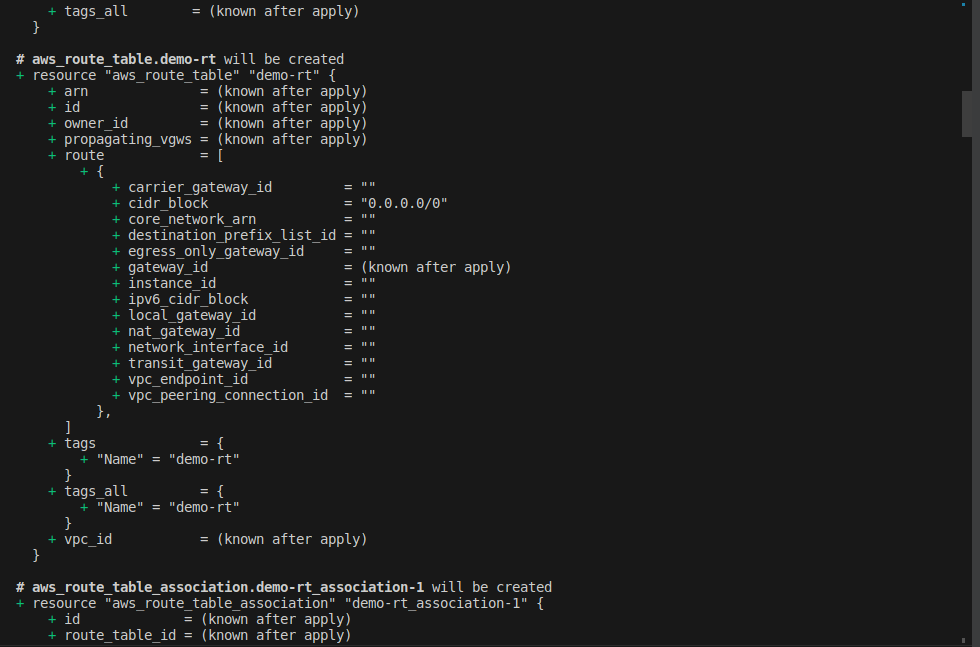 + tags_all        = (known after apply)
  }

# aws_route_table.demo-rt will be created
+ resource "aws_route_table" "demo-rt" {
    + arn              = (known after apply)
    + id               = (known after apply)
    + owner_id         = (known after apply)
    + propagating_vgws = (known after apply)
    + route            = [
        + {
            + carrier_gateway_id         = ""
            + cidr_block                 = "0.0.0.0/0"
            + core_network_arn           = ""
            + destination_prefix_list_id = ""
            + egress_only_gateway_id     = ""
            + gateway_id                 = (known after apply)
            + instance_id                = ""
            + ipv6_cidr_block            = ""
            + local_gateway_id           = ""
            + nat_gateway_id             = ""
            + network_interface_id       = ""
            + transit_gateway_id         = ""
            + vpc_endpoint_id            = ""
            + vpc_peering_connection_id  = ""
          },
      ]
    + tags             = {
        + "Name" = "demo-rt"
      }
    + tags_all         = {
        + "Name" = "demo-rt"
      }
    + vpc_id           = (known after apply)
  }

# aws_route_table_association.demo-rt_association-1 will be created
+ resource "aws_route_table_association" "demo-rt_association-1" {
    + id             = (known after apply)
    + route_table_id = (known after apply)